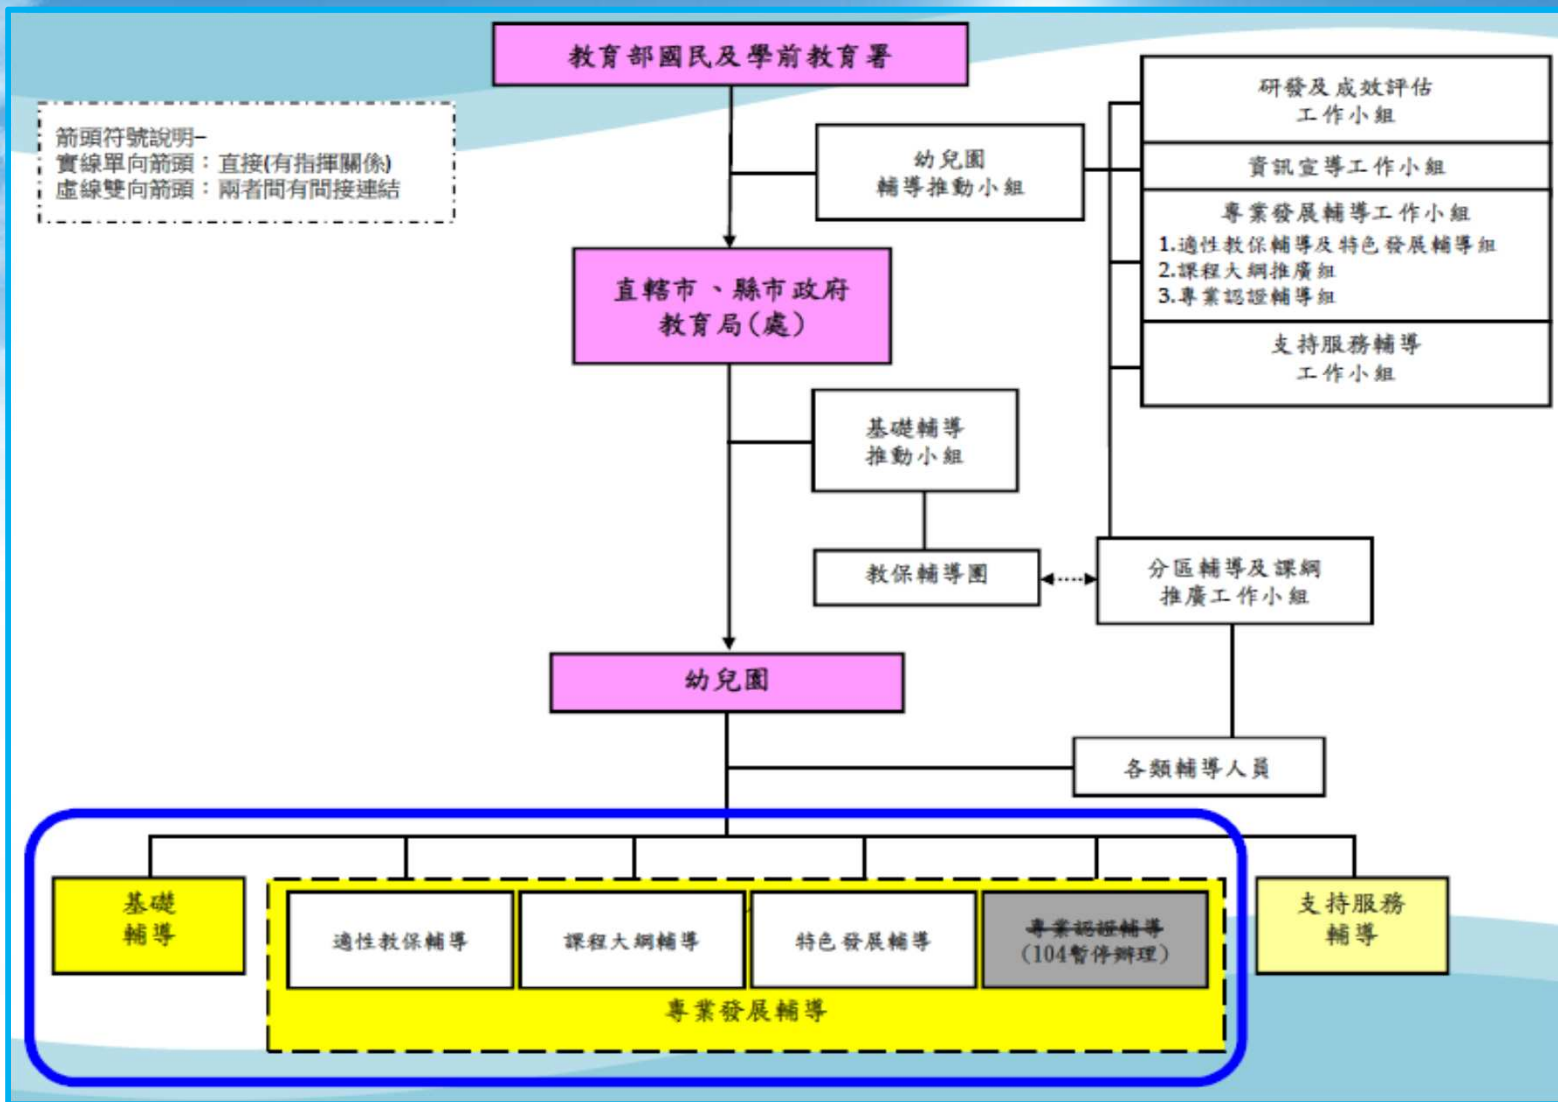 教育部國民及學前教育署
箭頭符號說明-
實線單向箭頭：直接(有指揮關係)
虛線雙向箭頭：兩者間有間接連結
幼兒園
輔導推動小組
研發及成效評估
工作小組
資訊宣導工作小組
專業發展輔導工作小組
1.適性教保輔導及特色發展輔導組
2.課程大綱推廣組
3.專業認證輔導組
支持服務輔導
工作小組
直轄市、縣市政府
教育局(處)
基礎輔導
推動小組
教保輔導團
分區輔導及課綱
推廣工作小組
幼兒園
各類輔導人員
基礎
輔導
適性教保輔導
課程大綱輔導
特色發展輔導
專業認證輔導
(104暫停辦理)
專業發展輔導
支持服務
輔導